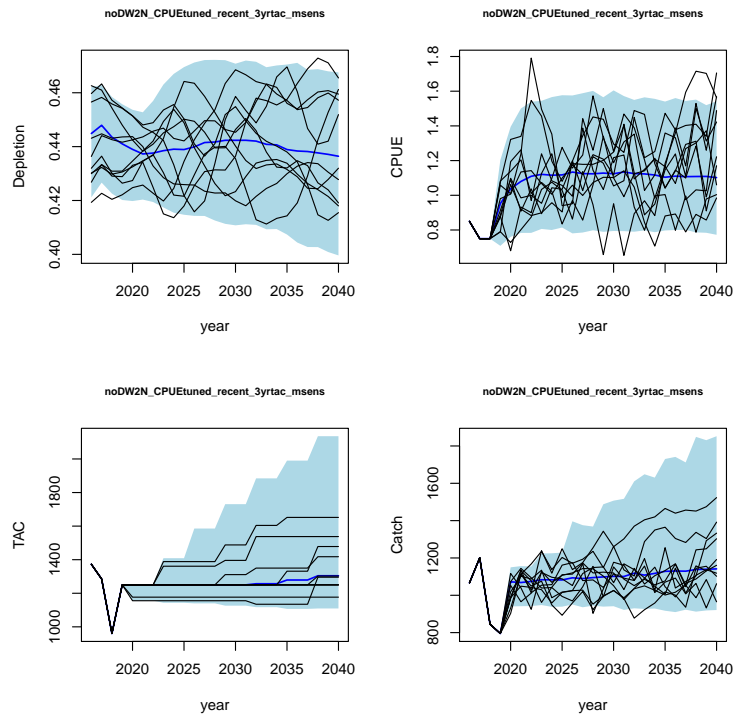 noDW2N_CPUEtuned_recent_3yrtac_msens
Depletion
0.46
0.44
0.42
0.40
2020 2025 2030 2035 2040
year
noDW2N_CPUEtuned_recent_3yrtac_msens
CPUE
1.8
1.6
1.4
1.2
1.0
0.8
2020 2025 2030 2035 2040
year
noDW2N_CPUEtuned_recent_3yrtac_msens
TAC
1800
1400
1000
2020 2025 2030 2035 2040
year
noDW2N_CPUEtuned_recent_3yrtac_msens
Catch
1600
1200
800
2020 2025 2030 2035 2040
year